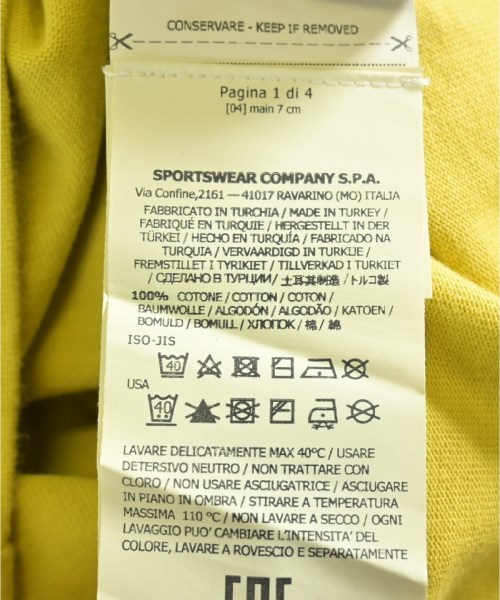 CONSERVARE - KEEP IF REMOVED
Pagina 1 di 4
[04] main 7 cm
SPORTSWEAR COMPANY S.P.A.
Via Confine,2161 — 41017 RAVARINO (MO) ITALIA
FABBRICATO IN TURCHIA / MADE IN TURKEY /
FABRIQUÉ EN TURQUIE / HERGESTELLT IN DER
TÜRKEI / HECHO EN TURQUÍA / FABRICADO NA
TURQUIA / VERVAARDIGD IN TURKIJE /
FREMSTILLET I TYRKIET / TILLVERKAD I TURKIET
/ СДЕЛАНО В ТУРЦИИ/ 土耳其制造 /トルコ製
100% COTONE / COTTON / COTON /
BAUMWOLLE / ALGODÓN / ALGODÃO / KATOEN /
BOMULD / BOMULL / ХЛОПОК / 棉 / 綿
ISO-JIS
40
USA
40
LAVARE DELICATAMENTE MAX 40°C / USARE
DETERSIVO NEUTRO / NON TRATTARE CON
CLORO / NON USARE ASCIUGATRICE / ASCIUGARE
IN PIANO IN OMBRA / STIRARE A TEMPERATURA
MASSIMA 110 °C / NON LAVARE A SECCO / OGNI
LAVAGGIO PUO' CAMBIARE L'INTENSITA' DEL
COLORE, LAVARE A ROVESCIO E SEPARATAMENTE